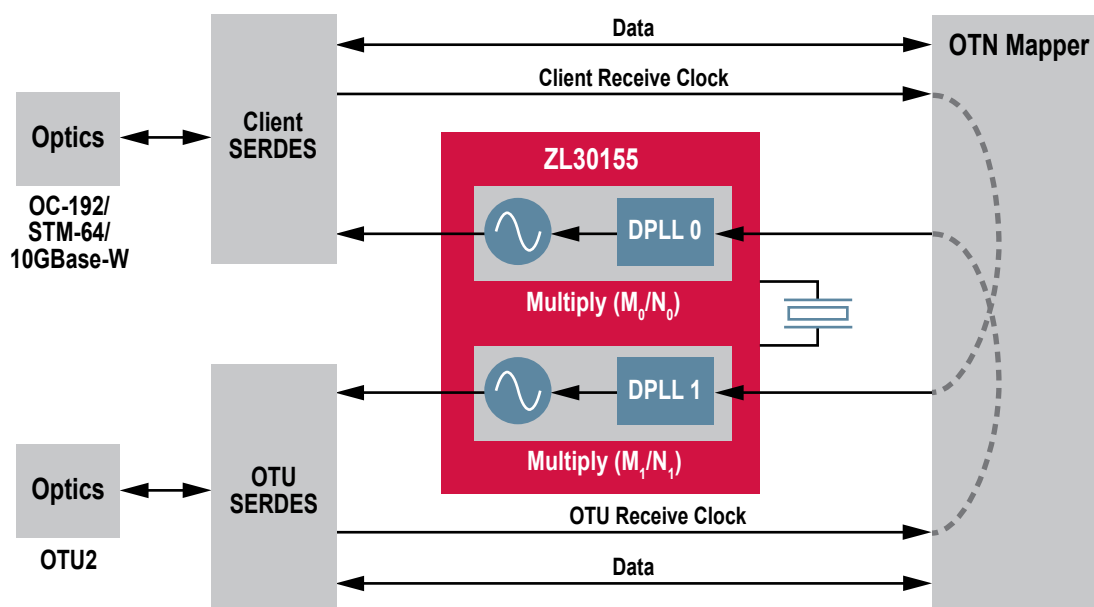 Data
OTN Mapper
Client Receive Clock
Optics
Client
SERDES
OC-192/
STM-64/
10GBase-W
ZL30155
DPLL 0
Multiply (M₀/N₀)
DPLL 1
Multiply (M₁/N₁)
Optics
OTU
SERDES
OTU2
OTU Receive Clock
Data